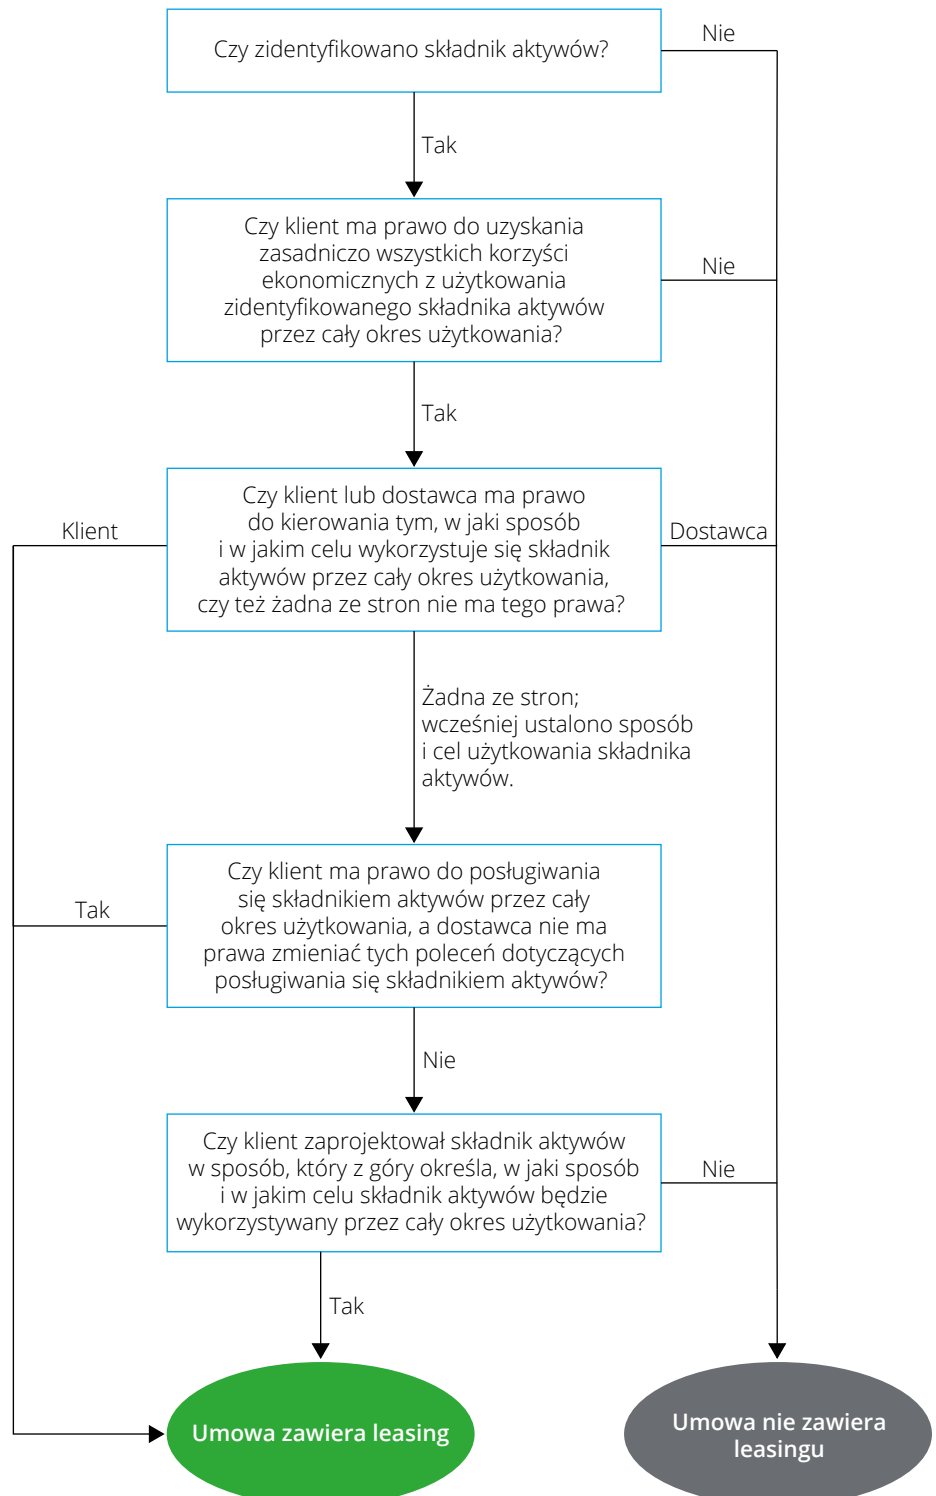 Czy zidentyfikowano składnik aktywów?
Nie
Tak
Czy klient ma prawo do uzyskania
zasadniczo wszystkich korzyści
ekonomicznych z użytkowania
zidentyfikowanego składnika aktywów
przez cały okres użytkowania?
Nie
Tak
Czy klient lub dostawca ma prawo
do kierowania tym, w jaki sposób
i w jakim celu wykorzystuje się składnik
aktywów przez cały okres użytkowania,
czy też żadna ze stron nie ma tego prawa?
Klient
Dostawca
Żadna ze stron;
wcześniej ustalono sposób
i cel użytkowania składnika
aktywów.
Czy klient ma prawo do posługiwania
się składnikiem aktywów przez cały
okres użytkowania, a dostawca nie ma
prawa zmieniać tych poleceń dotyczących
posługiwania się składnikiem aktywów?
Tak
Nie
Czy klient zaprojektował składnik aktywów
w sposób, który z góry określa, w jaki sposób
i w jakim celu składnik aktywów będzie
wykorzystywany przez cały okres użytkowania?
Nie
Tak
Umowa zawiera leasing
Umowa nie zawiera
leasingu